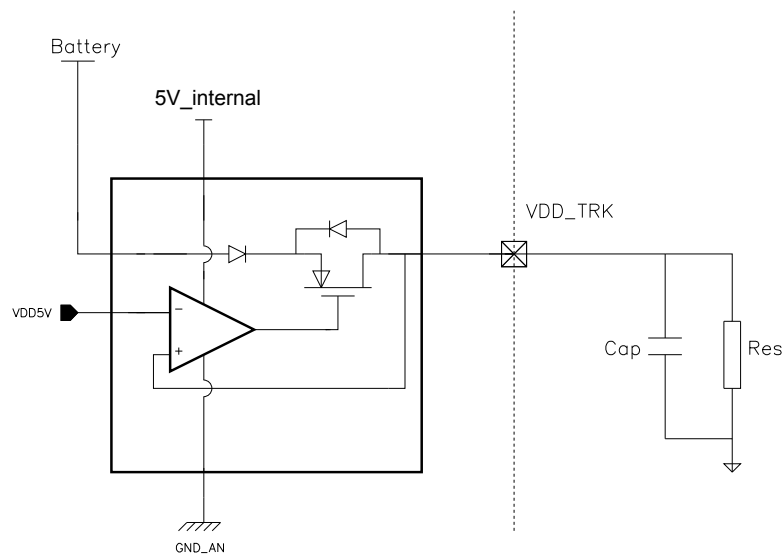 Battery
5V_internal
VDD_TRK
VDD5V
−
+
Cap
Res
GND_AN